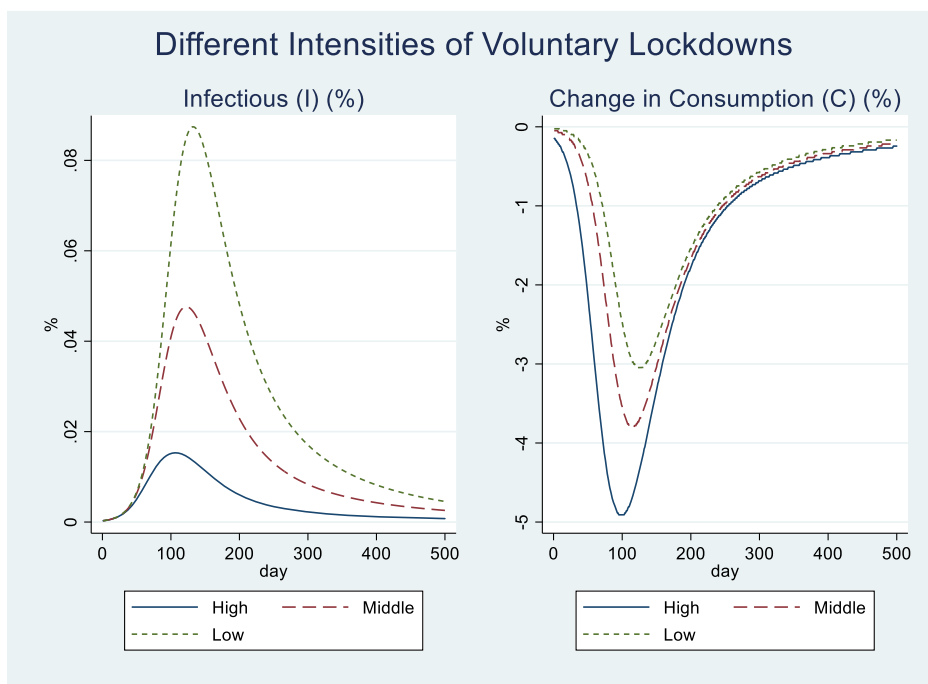 Different Intensities of Voluntary Lockdowns
Infectious (I) (%)
%
.08
.06
.04
.02
0
0 100 200 300 400 500
day
High Middle
Low
Change in Consumption (C) (%)
%
0
-1
-2
-3
-4
-5
0 100 200 300 400 500
day
High Middle
Low